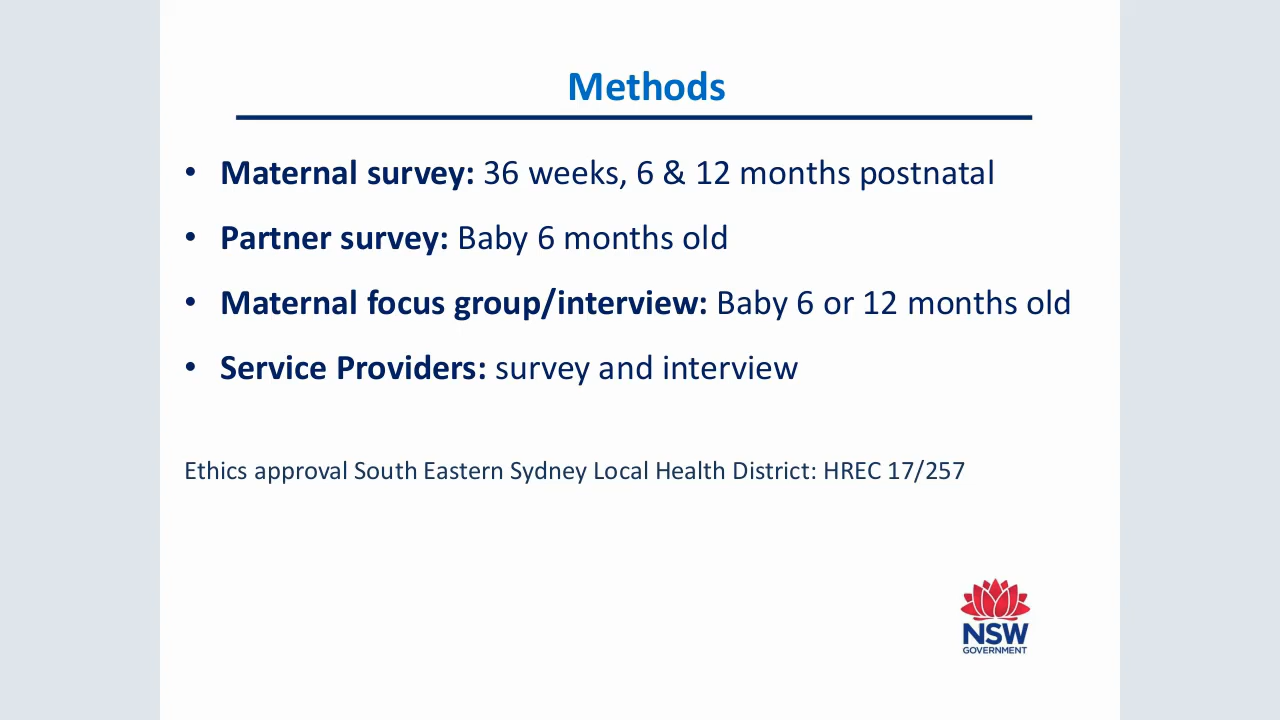 Methods
• Maternal survey: 36 weeks, 6 & 12 months postnatal
• Partner survey: Baby 6 months old
• Maternal focus group/interview: Baby 6 or 12 months old
• Service Providers: survey and interview
Ethics approval South Eastern Sydney Local Health District: HREC 17/257
NSW
GOVERNMENT